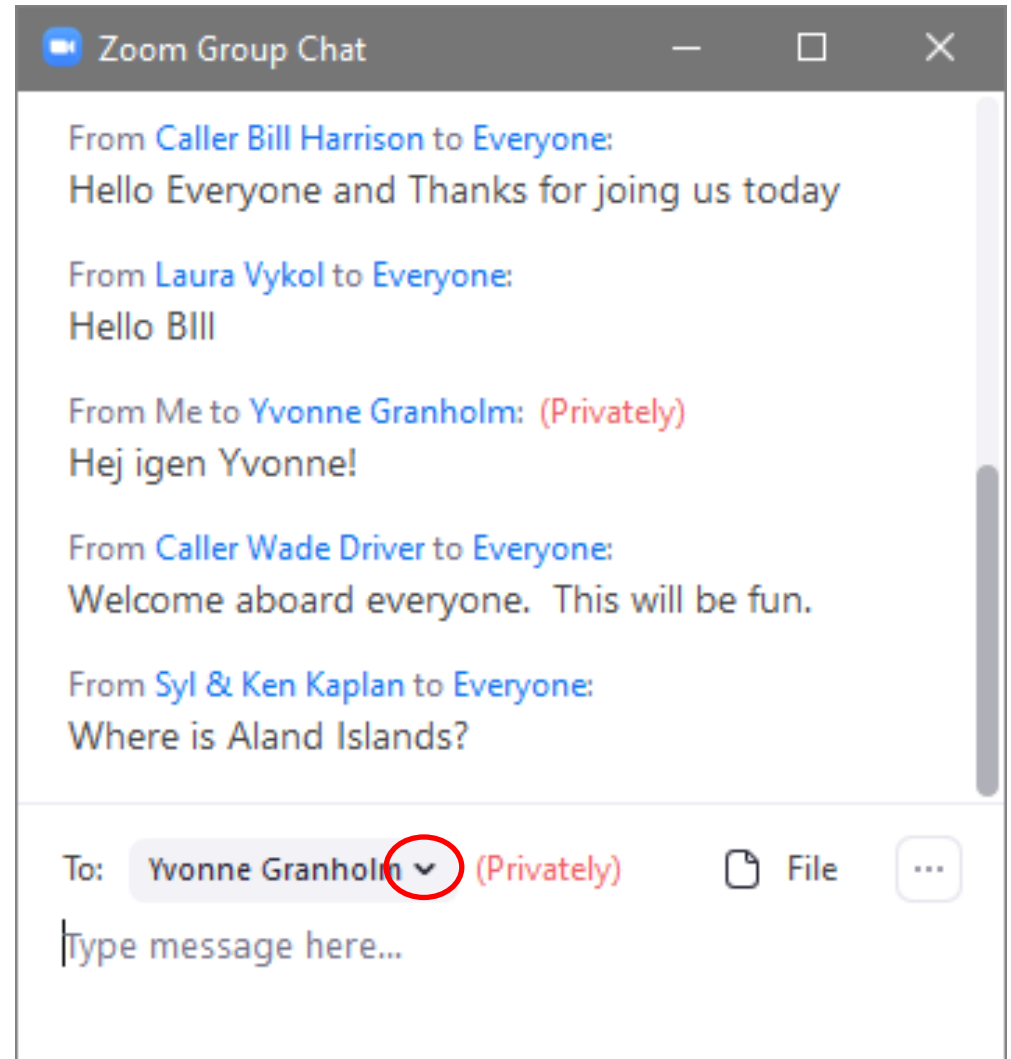 Zoom Group Chat
From Caller Bill Harrison to Everyone:
Hello Everyone and Thanks for joing us today
From Laura Vykol to Everyone:
Hello BIll
From Me to Yvonne Granholm: (Privately)
Hej igen Yvonne!
From Caller Wade Driver to Everyone:
Welcome aboard everyone.  This will be fun.
From Syl & Ken Kaplan to Everyone:
Where is Aland Islands?
To: Yvonne Granholm (Privately) File ...
Type message here...